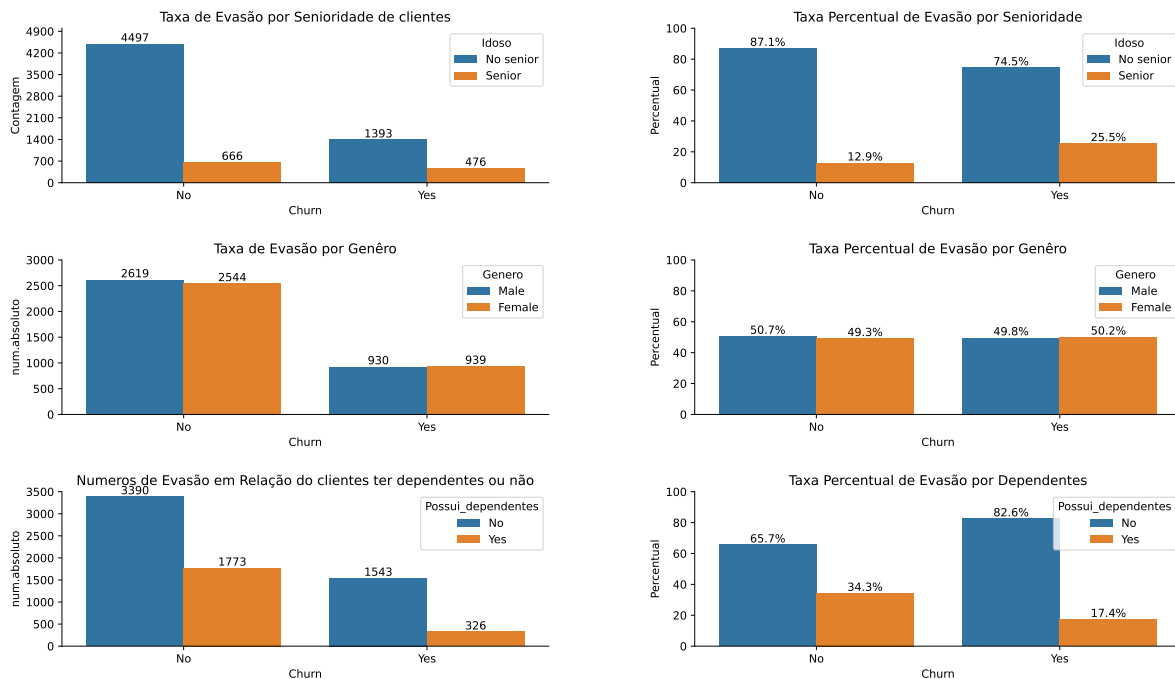 Taxa de Evasão por Senioridade de clientes
4900
4200
3500
2800
2100
1400
700
0
Contagem
4497
666
1393
476
No
Yes
Churn
Idoso
No senior
Senior
Taxa Percentual de Evasão por Senioridade
100
80
60
40
20
0
Percentual
87.1%
12.9%
74.5%
25.5%
No
Yes
Churn
Idoso
No senior
Senior
Taxa de Evasão por Genêro
3000
2500
2000
1500
1000
500
0
num.absoluto
2619
2544
930
939
No
Yes
Churn
Genero
Male
Female
Taxa Percentual de Evasão por Genêro
100
80
60
40
20
0
Percentual
50.7%
49.3%
49.8%
50.2%
No
Yes
Churn
Genero
Male
Female
Numeros de Evasão em Relação do clientes ter dependentes ou não
3500
3000
2500
2000
1500
1000
500
0
num.absoluto
3390
1773
1543
326
No
Yes
Churn
Possui_dependentes
No
Yes
Taxa Percentual de Evasão por Dependentes
100
80
60
40
20
0
Percentual
65.7%
34.3%
82.6%
17.4%
No
Yes
Churn
Possui_dependentes
No
Yes